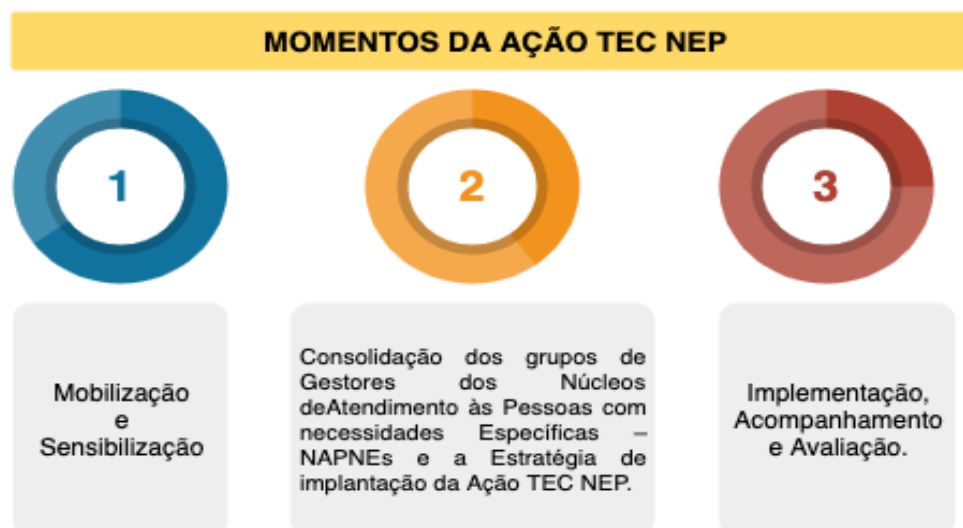 MOMENTOS DA AÇÃO TEC NEP
1
2
3
Mobilização
e
Sensibilização
Consolidação dos grupos de
Gestores dos Núcleos
deAtendimento às Pessoas com
necessidades Específicas –
NAPNEs e a Estratégia de
implantação da Ação TEC NEP.
Implementação,
Acompanhamento
e Avaliação.